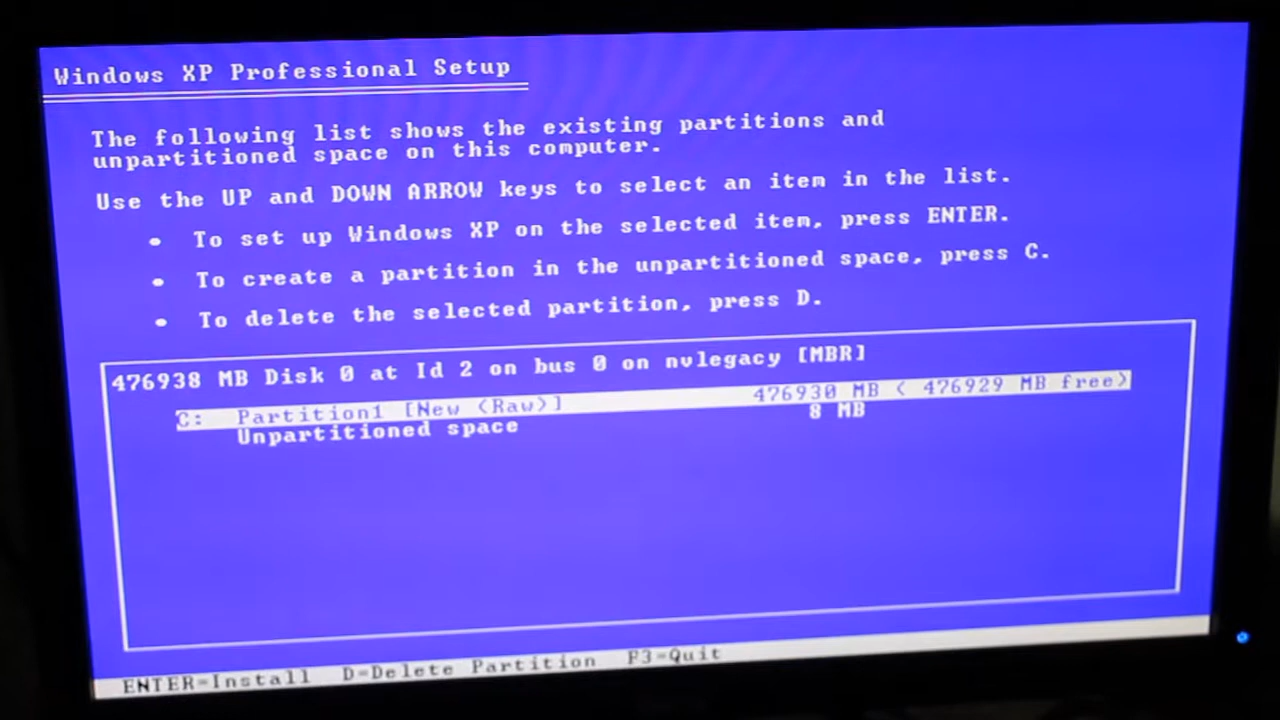 Windows XP Professional Setup
The following list shows the existing partitions and
unpartitioned space on this computer.
Use the UP and DOWN ARROW keys to select an item in the list.
• To set up Windows XP on the selected item, press ENTER.
• To create a partition in the unpartitioned space, press C.
• To delete the selected partition, press D.
476938 MB Disk 0 at Id 2 on bus 0 on nvlegacy [MBR]
C: Partition1 [New (Raw)] 476930 MB ( 476929 MB free)
Unpartitioned space 8 MB
ENTER=Install D=Delete Partition F3=Quit